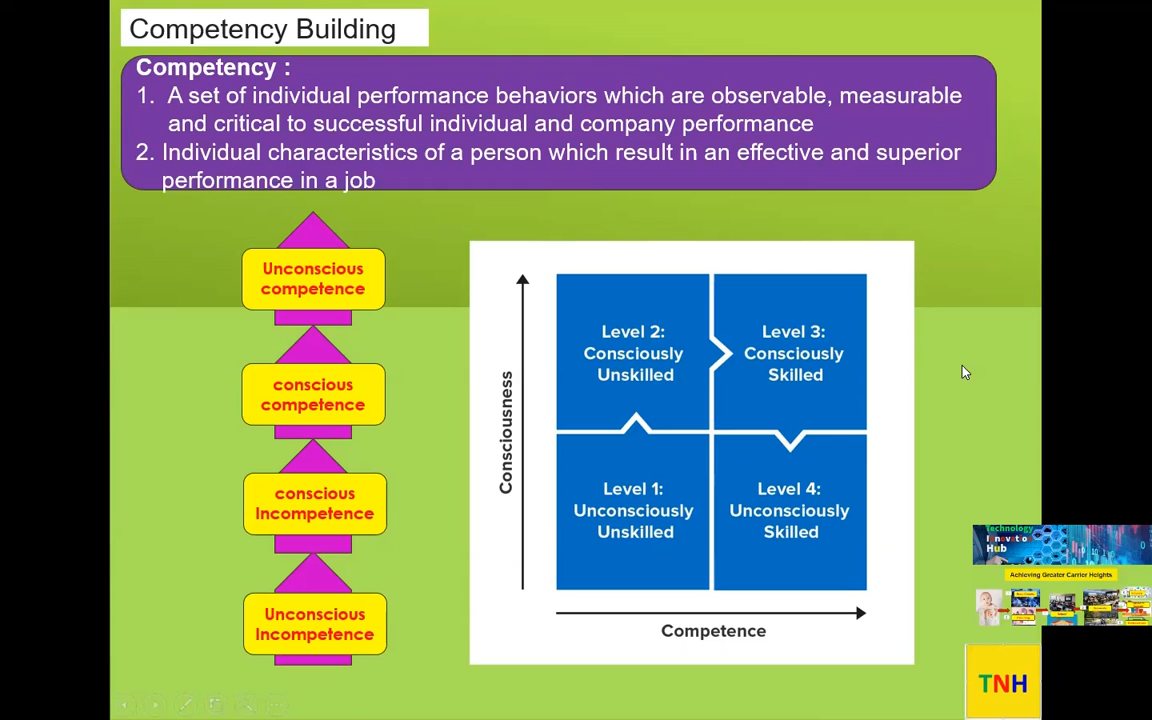 Competency Building
Competency :
1. A set of individual performance behaviors which are observable, measurable
and critical to successful individual and company performance
2. Individual characteristics of a person which result in an effective and superior
performance in a job
Unconscious
competence
conscious
competence
conscious
Incompetence
Unconscious
Incompetence
Consciousness
Level 2:
Consciously
Unskilled
Level 3:
Consciously
Skilled
Level 1:
Unconsciously
Unskilled
Level 4:
Unconsciously
Skilled
Competence
Technology
Innovation
Hub
Achieving Greater Carrier Heights
TNH